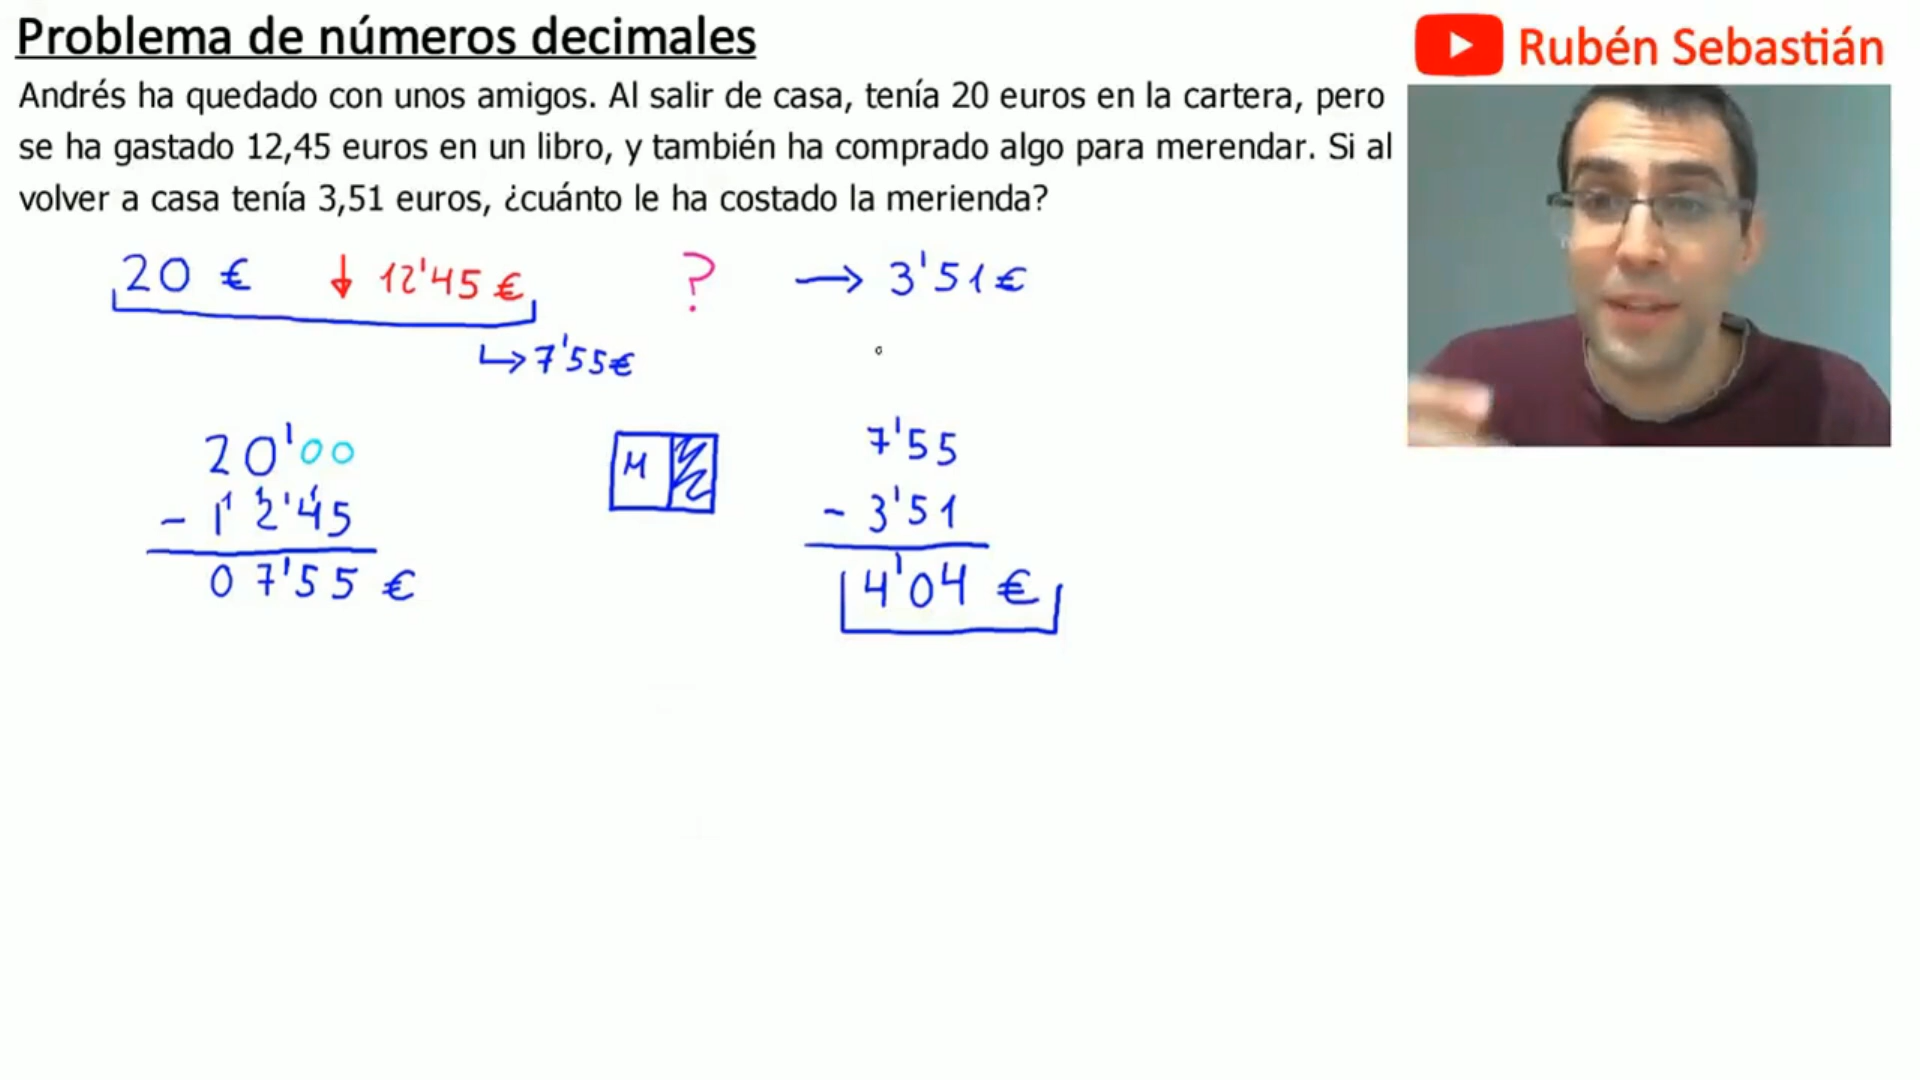 Problema de números decimales
Rubén Sebastián
Andrés ha quedado con unos amigos. Al salir de casa, tenía 20 euros en la cartera, pero
se ha gastado 12,45 euros en un libro, y también ha comprado algo para merendar. Si al
volver a casa tenía 3,51 euros, ¿cuánto le ha costado la merienda?
20 € ↓ 12'45 € ? → 3'51 €
↳ 7'55 €
20'00
- 12'45
07'55 €
M
7'55
- 3'51
4'04 €